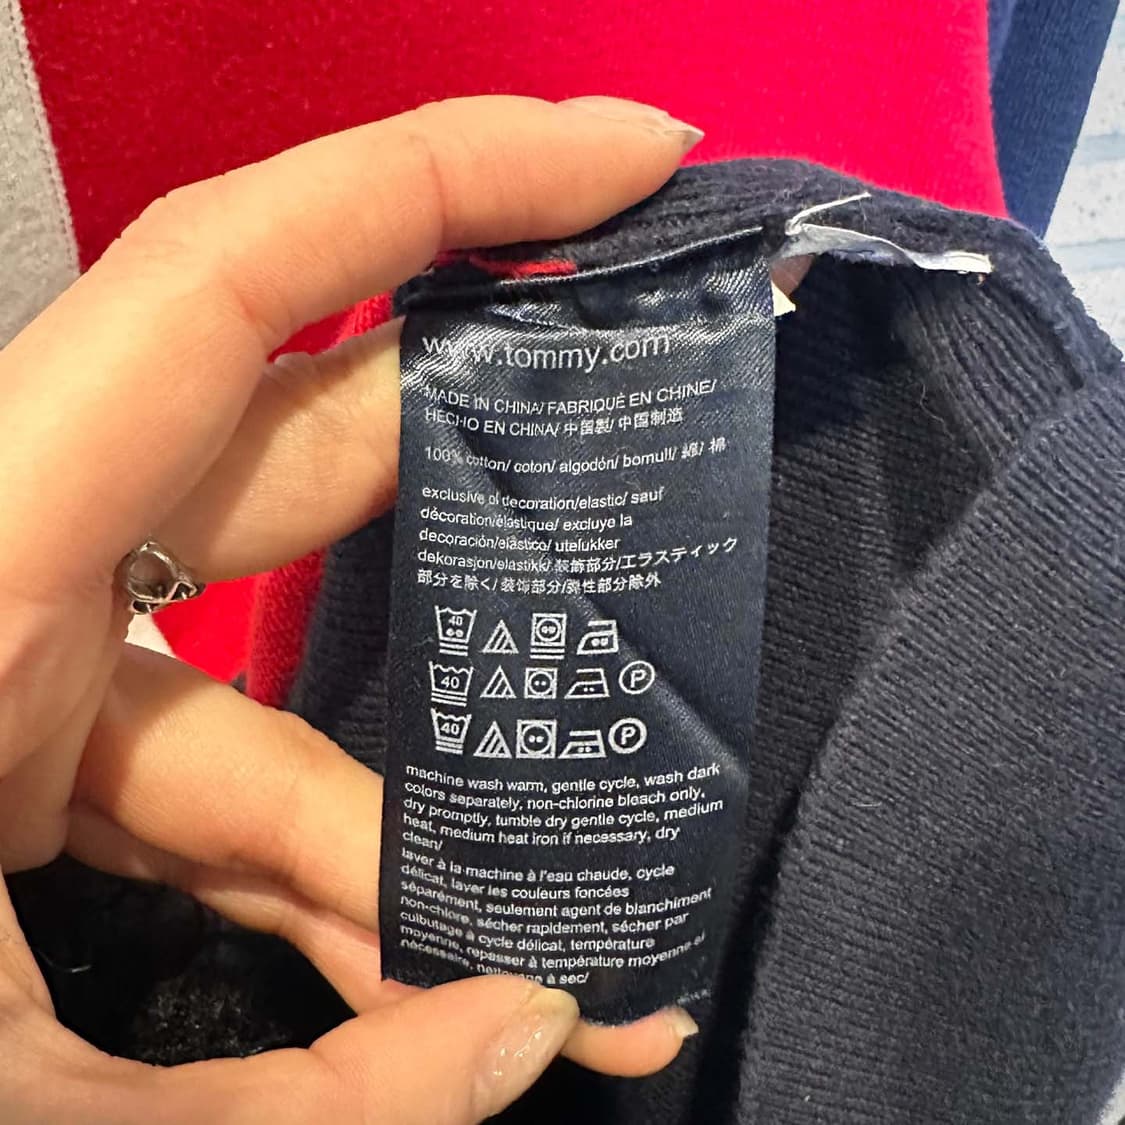 www.tommy.com
MADE IN CHINA/ FABRIQUÉ EN CHINE/
HECHO EN CHINA/ 中国製/ 中国制造
100% cotton/ coton/ algodón/ bomull/ 綿/ 棉
exclusive of decoration/elastic/ sauf
décoration/élastique/ excluye la
decoración/elástico/ utelukker
dekorasjon/elastikk/ 装飾部分/エラスティック
部分を除く/ 装饰部分/弹性部分除外
40
40 P
40 P
machine wash warm, gentle cycle, wash dark
colors separately, non-chlorine bleach only,
dry promptly, tumble dry gentle cycle, medium
heat, medium heat iron if necessary, dry
clean/
laver à la machine à l'eau chaude, cycle
délicat, laver les couleurs foncées
séparément, seulement agent de blanchiment
non-chlore, sécher rapidement, sécher par
culbutage à cycle délicat, température
moyenne, repasser à température moyenne si
nécessaire, nettoyage à sec/